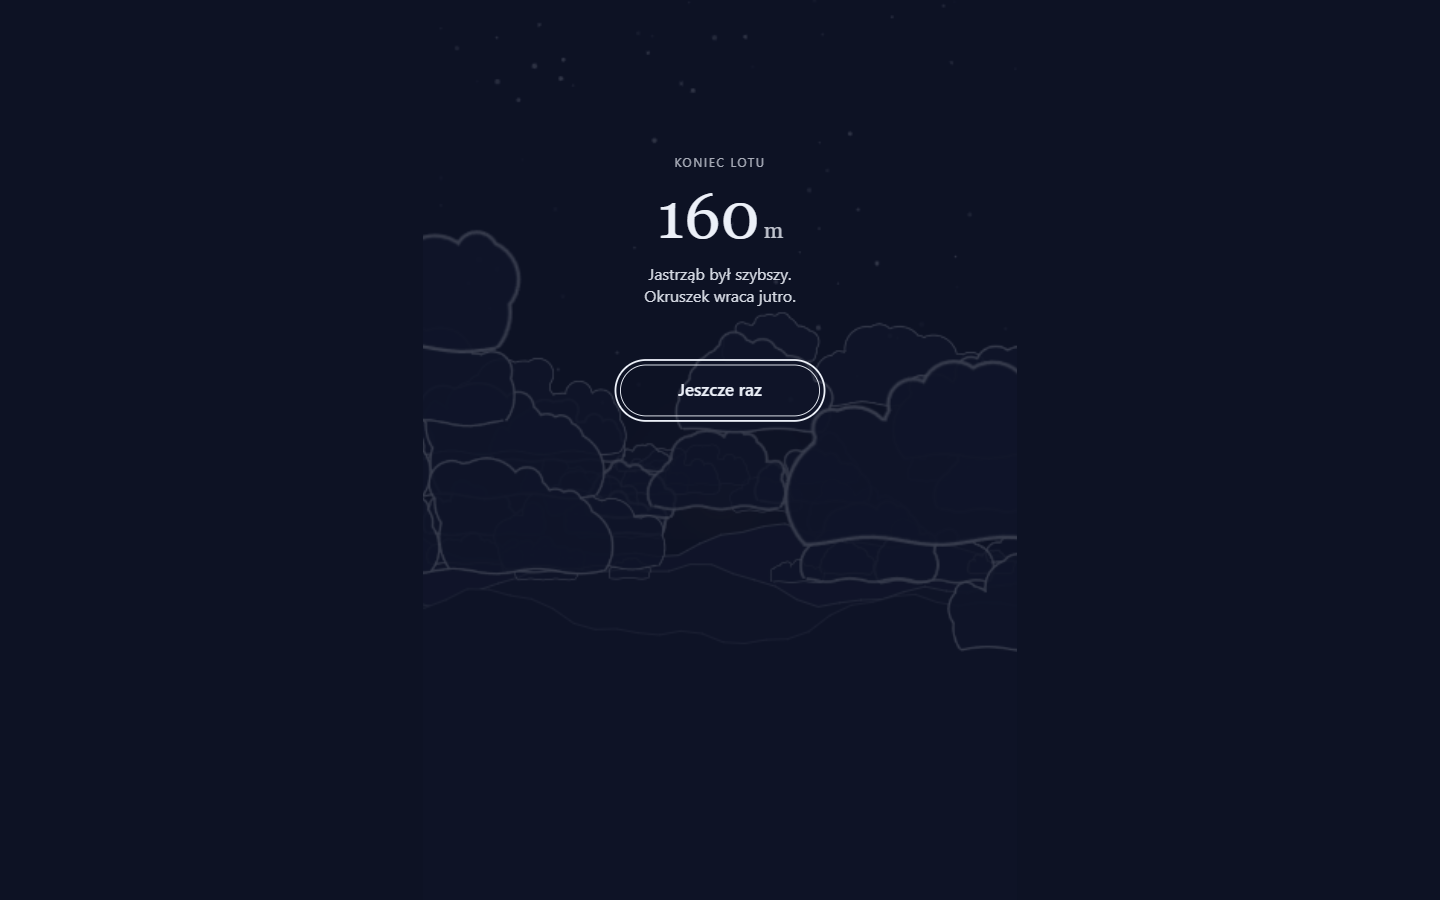 KONIEC LOTU
160 m
Jastrząb był szybszy.
Okruszek wraca jutro.
Jeszcze raz